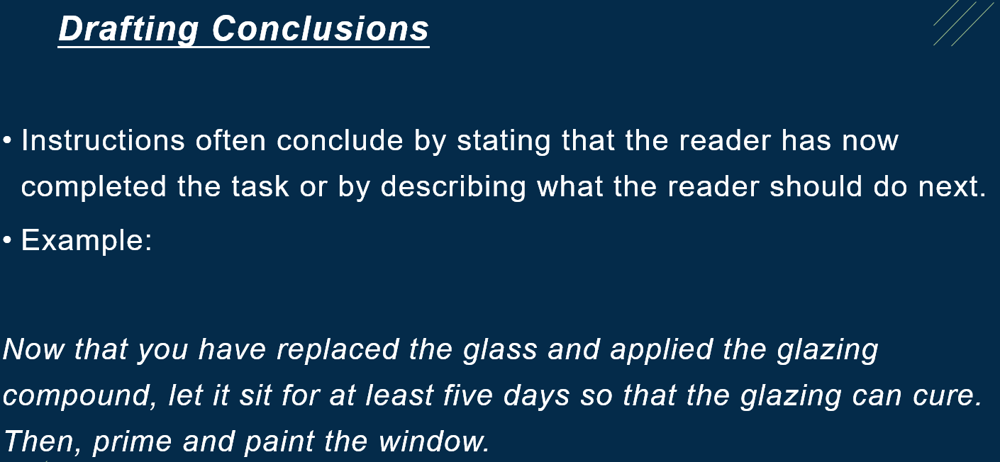 Drafting Conclusions
• Instructions often conclude by stating that the reader has now
completed the task or by describing what the reader should do next.
• Example:
Now that you have replaced the glass and applied the glazing
compound, let it sit for at least five days so that the glazing can cure.
Then, prime and paint the window.